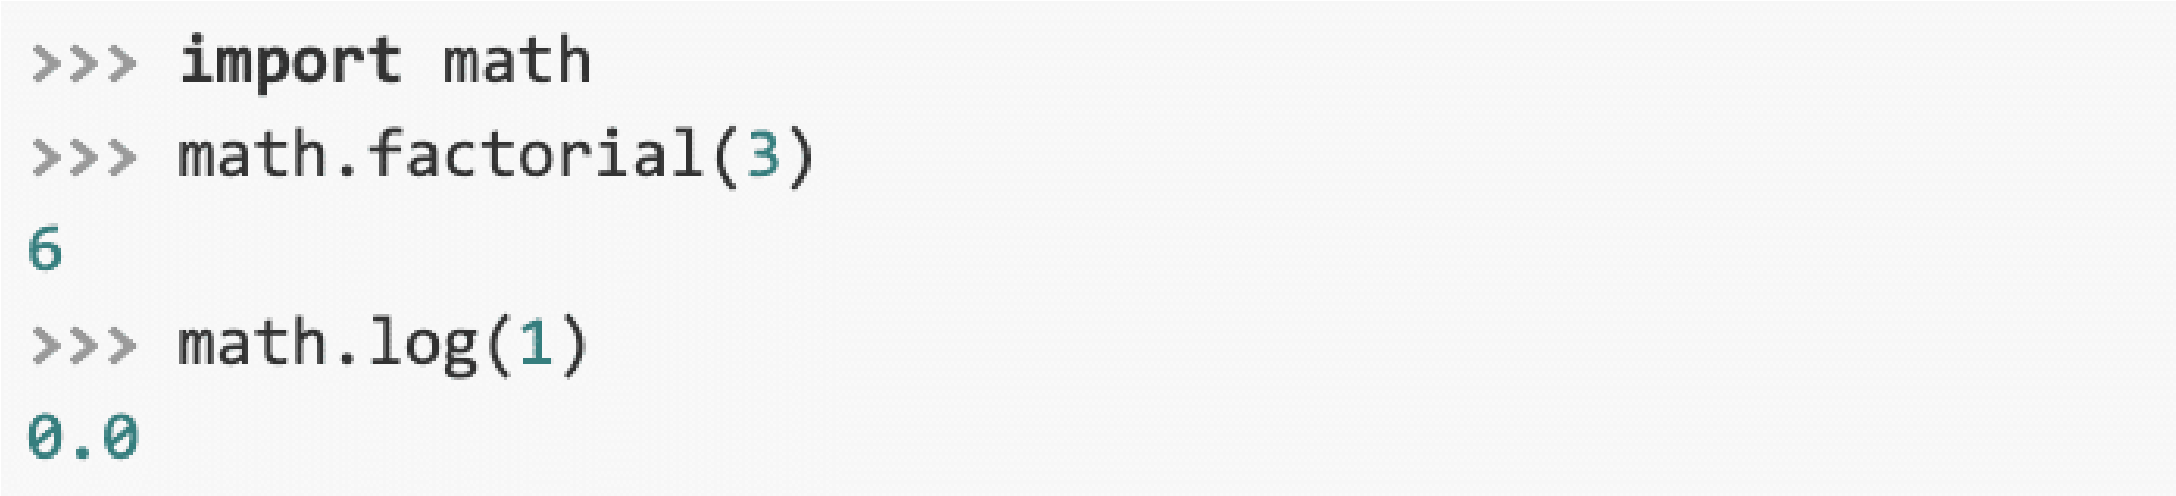 >>> import math
>>> math.factorial(3)
6
>>> math.log(1)
0.0